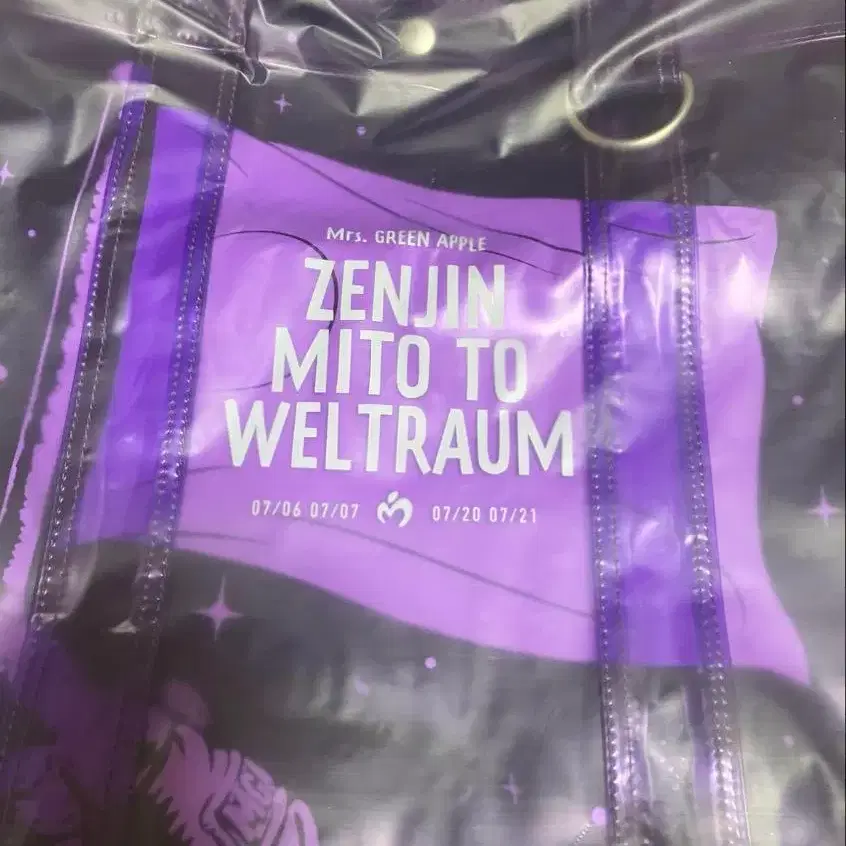 Mrs. GREEN APPLE
ZENJIN
MITO TO
WELTRAUM
07/06 07/07 07/20 07/21